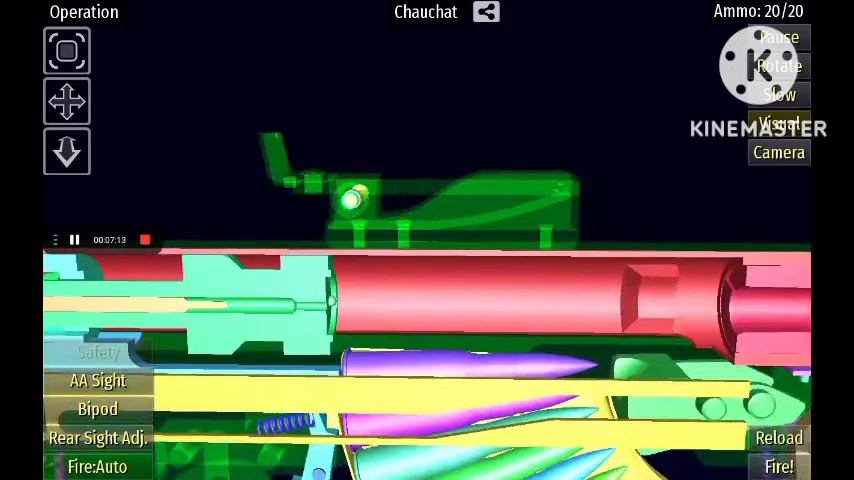 Operation
Chauchat
Ammo: 20/20
Pause
Rotate
Slow
Visual
Camera
K
KINEMASTER
00:07:13
Safety
AA Sight
Bipod
Rear Sight Adj.
Fire:Auto
Reload
Fire!